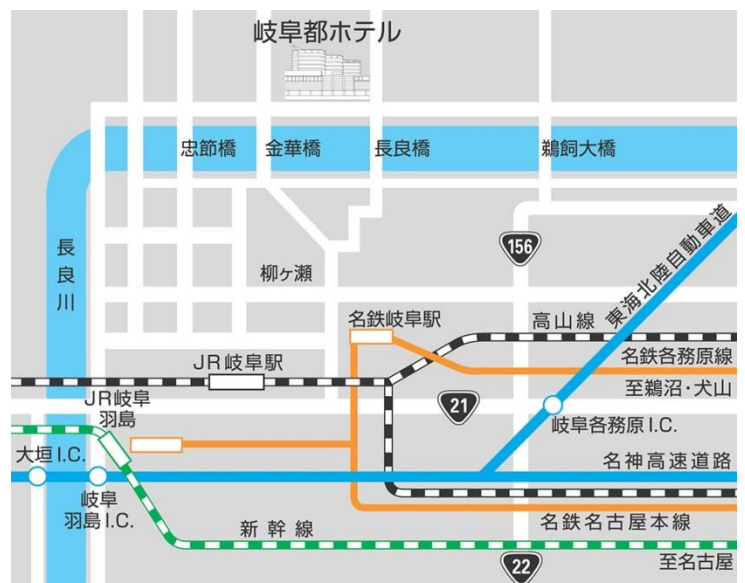 岐阜都ホテル
忠節橋
金華橋
長良橋
鵜飼大橋
長良川
156
東海北陸自動車道
柳ヶ瀬
名鉄岐阜駅
高山線
JR岐阜駅
名鉄各務原線
至鵜沼・犬山
JR岐阜
羽島
21
岐阜各務原I.C.
大垣I.C.
名神高速道路
岐阜
羽島I.C.
新幹線
名鉄名古屋本線
22
至名古屋